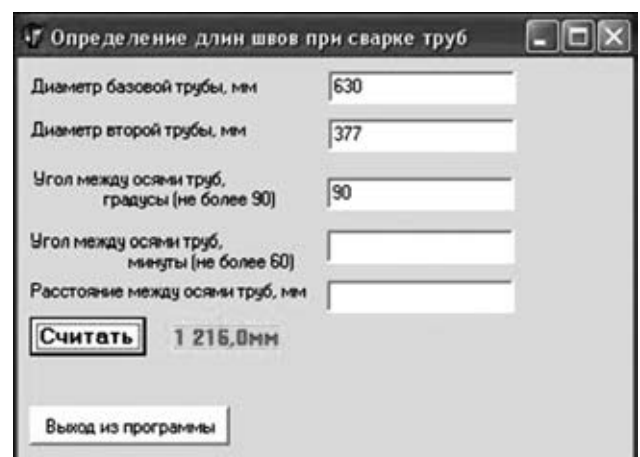 Определение длин швов при сварке труб
Диаметр базовой трубы, мм 630
Диаметр второй трубы, мм 377
Угол между осями труб,
градусы (не более 90) 90
Угол между осями труб,
минуты (не более 60)
Расстояние между осями труб, мм
Считать 1 216,0мм
Выход из программы